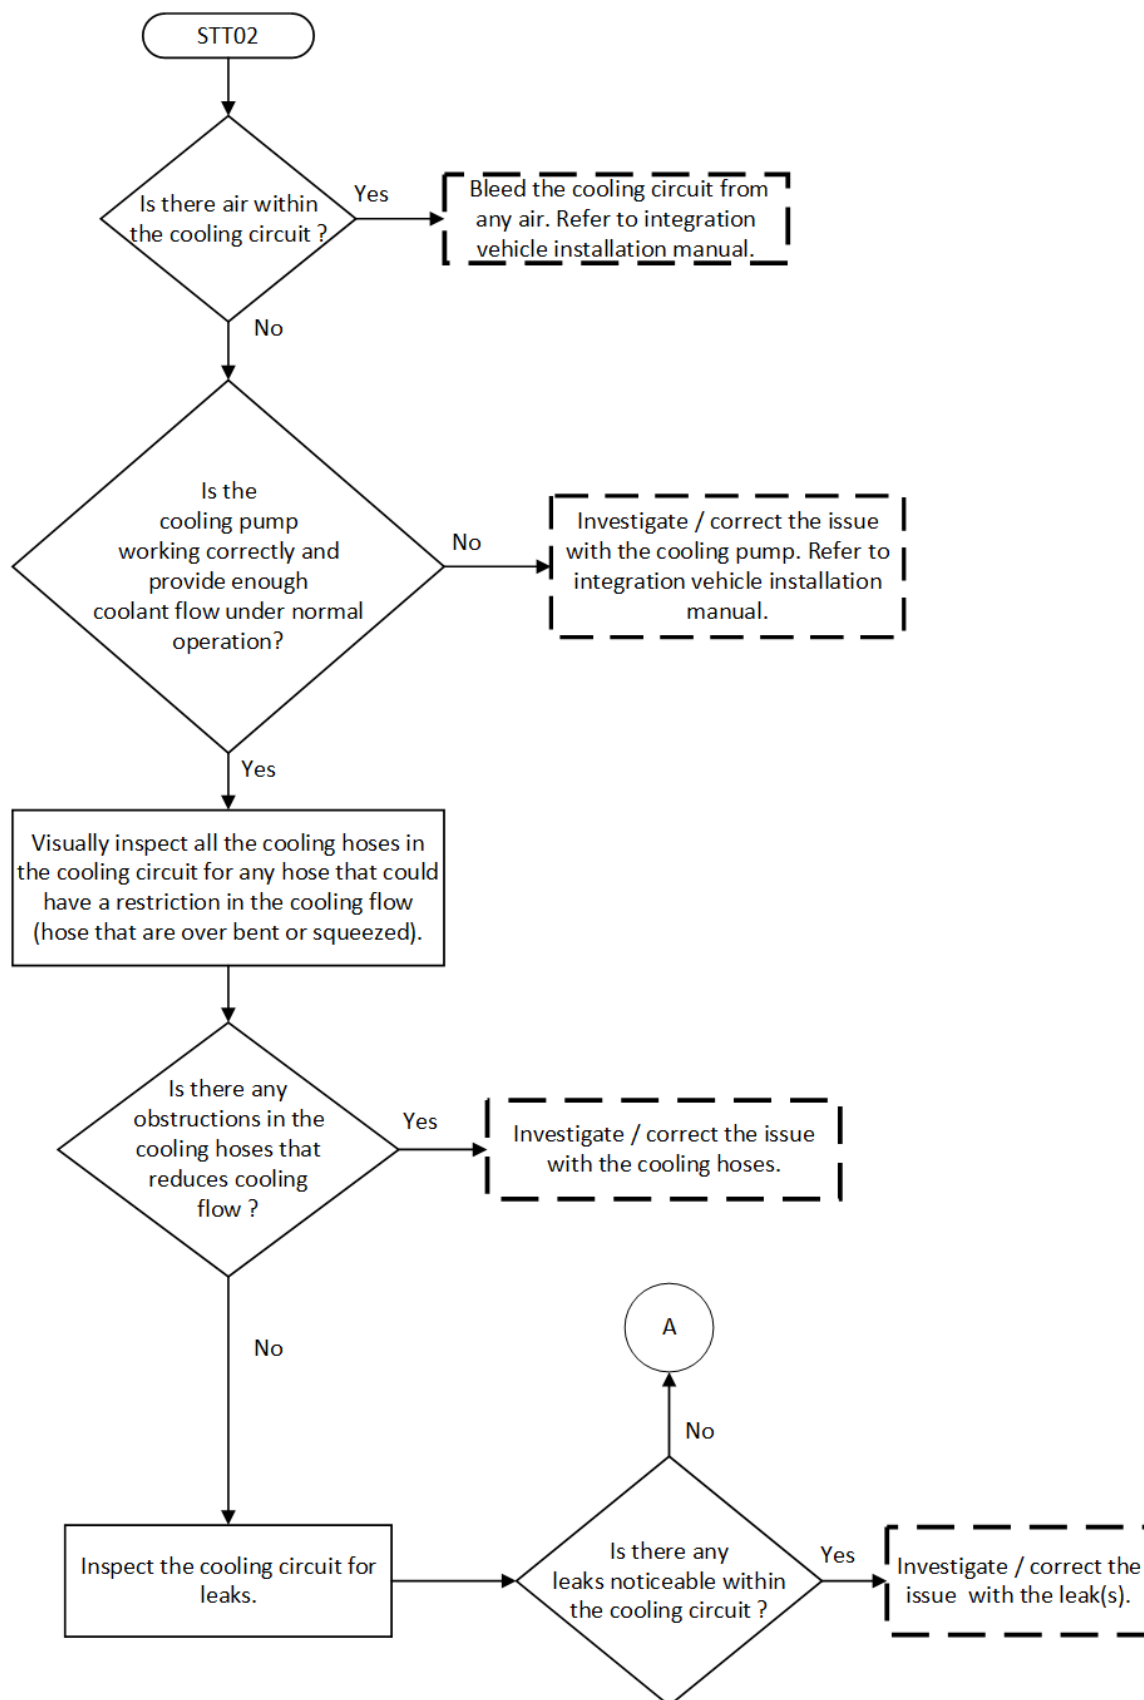 STT02
Is there air within
the cooling circuit ?
Yes
Bleed the cooling circuit from
any air. Refer to integration
vehicle installation manual.
No
Is the
cooling pump
working correctly and
provide enough
coolant flow under normal
operation?
No
Investigate / correct the issue
with the cooling pump. Refer to
integration vehicle installation
manual.
Yes
Visually inspect all the cooling hoses in
the cooling circuit for any hose that could
have a restriction in the cooling flow
(hose that are over bent or squeezed).
Is there any
obstructions in the
cooling hoses that
reduces cooling
flow ?
Yes
Investigate / correct the issue
with the cooling hoses.
No
A
No
Inspect the cooling circuit for
leaks.
Is there any
leaks noticeable within
the cooling circuit ?
Yes
Investigate / correct the
issue with the leak(s).